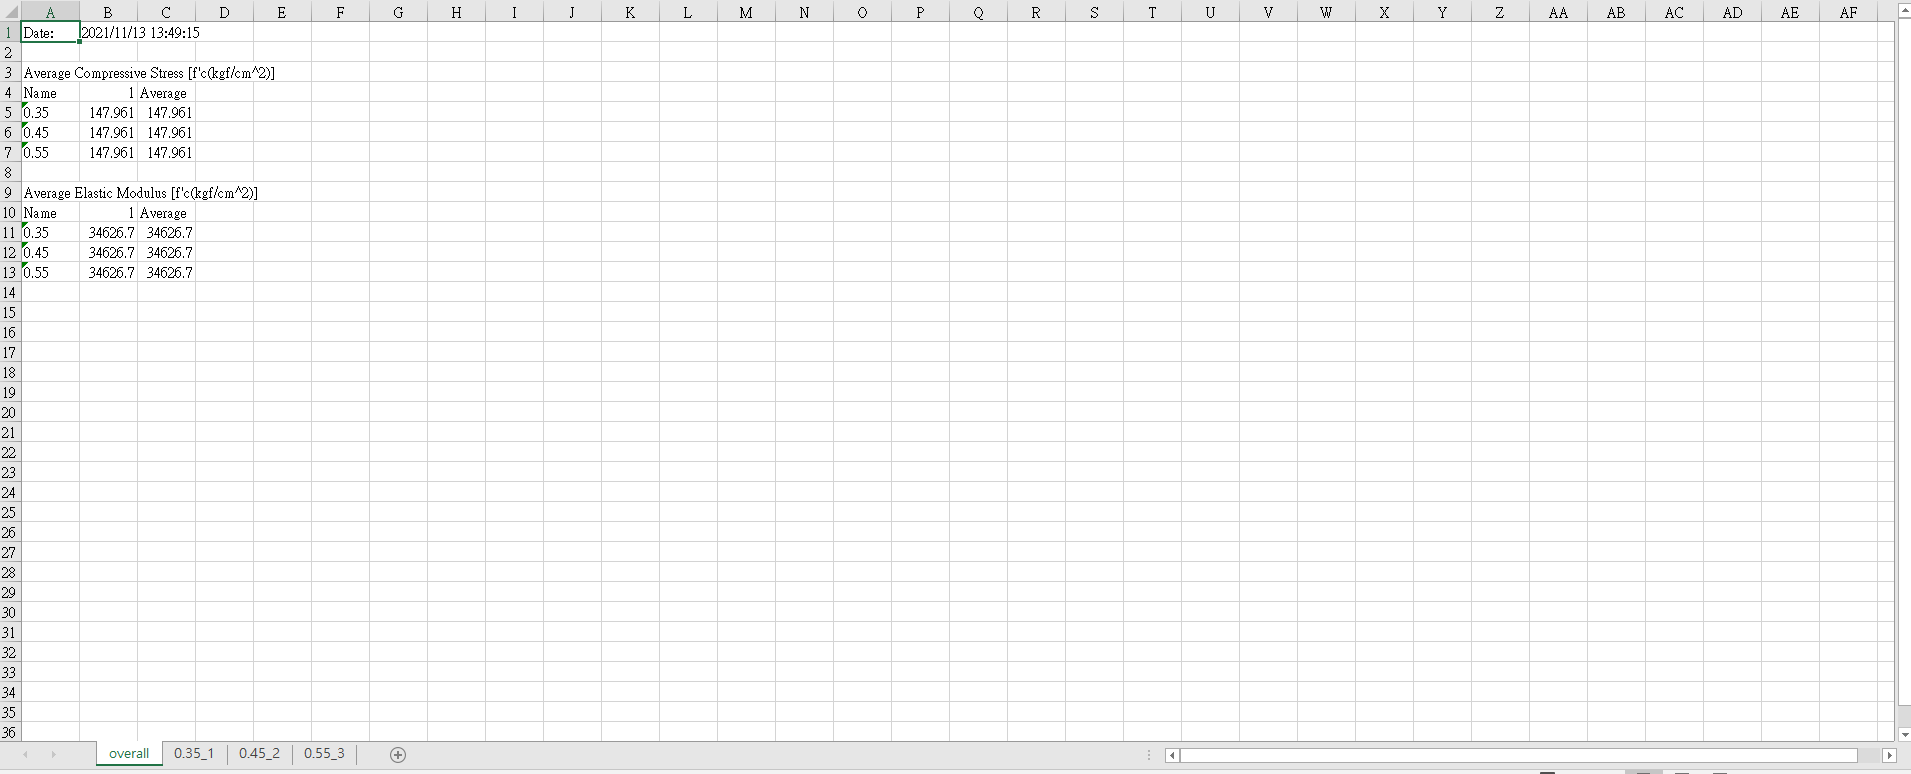 A B C D E F G H I J K L M N O P Q R S T U V W X Y Z AA AB AC AD AE AF
1 Date: 2021/11/13 13:49:15
2
3 Average Compressive Stress [f'c(kgf/cm^2)]
4 Name 1 Average
5 0.35 147.961 147.961
6 0.45 147.961 147.961
7 0.55 147.961 147.961
8
9 Average Elastic Modulus [f'c(kgf/cm^2)]
10 Name 1 Average
11 0.35 34626.7 34626.7
12 0.45 34626.7 34626.7
13 0.55 34626.7 34626.7
14
15
16
17
18
19
20
21
22
23
24
25
26
27
28
29
30
31
32
33
34
35
36
overall 0.35_1 0.45_2 0.55_3